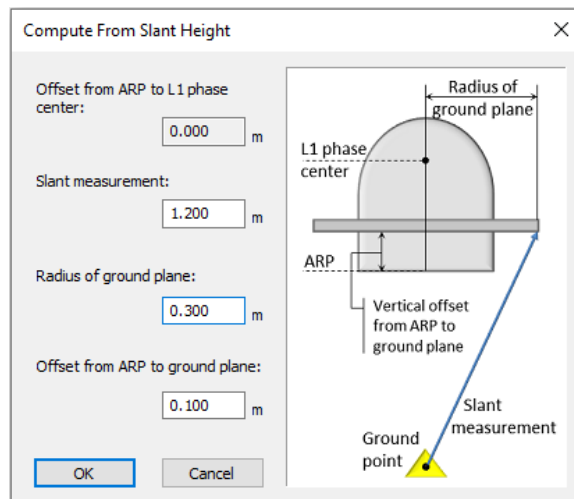 Compute From Slant Height
Offset from ARP to L1 phase
center:
0.000 m
Slant measurement:
1.200 m
Radius of ground plane:
0.300 m
Offset from ARP to ground plane:
0.100 m
OK
Cancel
Radius of
ground plane
L1 phase
center
ARP
Vertical offset
from ARP to
ground plane
Slant
measurement
Ground
point